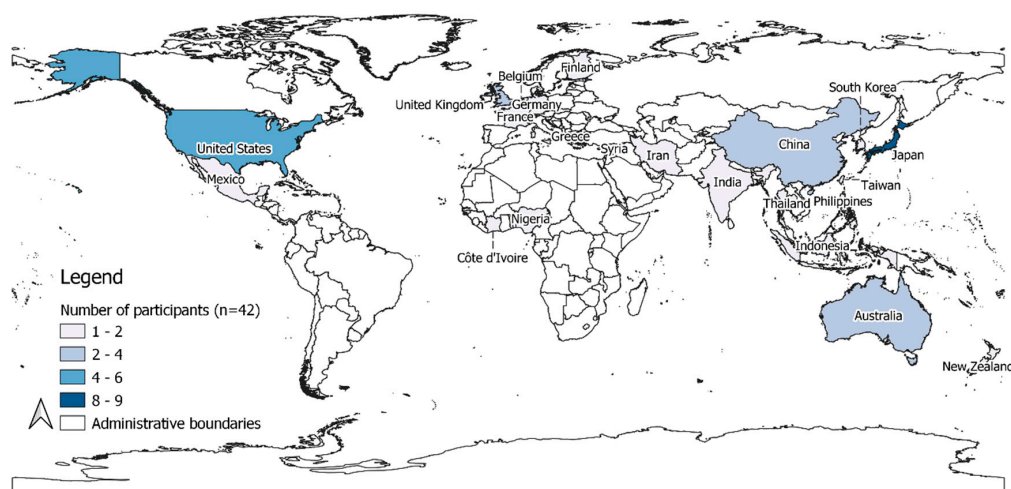 Finland
Belgium
South Korea
United Kingdom
Germany
France
United States
Greece
China
Syria
Iran
Japan
Mexico
India
Taiwan
Thailand
Philippines
Nigeria
Indonesia
Côte d'Ivoire
Legend
Number of participants (n=42)
1 - 2
2 - 4
4 - 6
8 - 9
Administrative boundaries
Australia
New Zealand